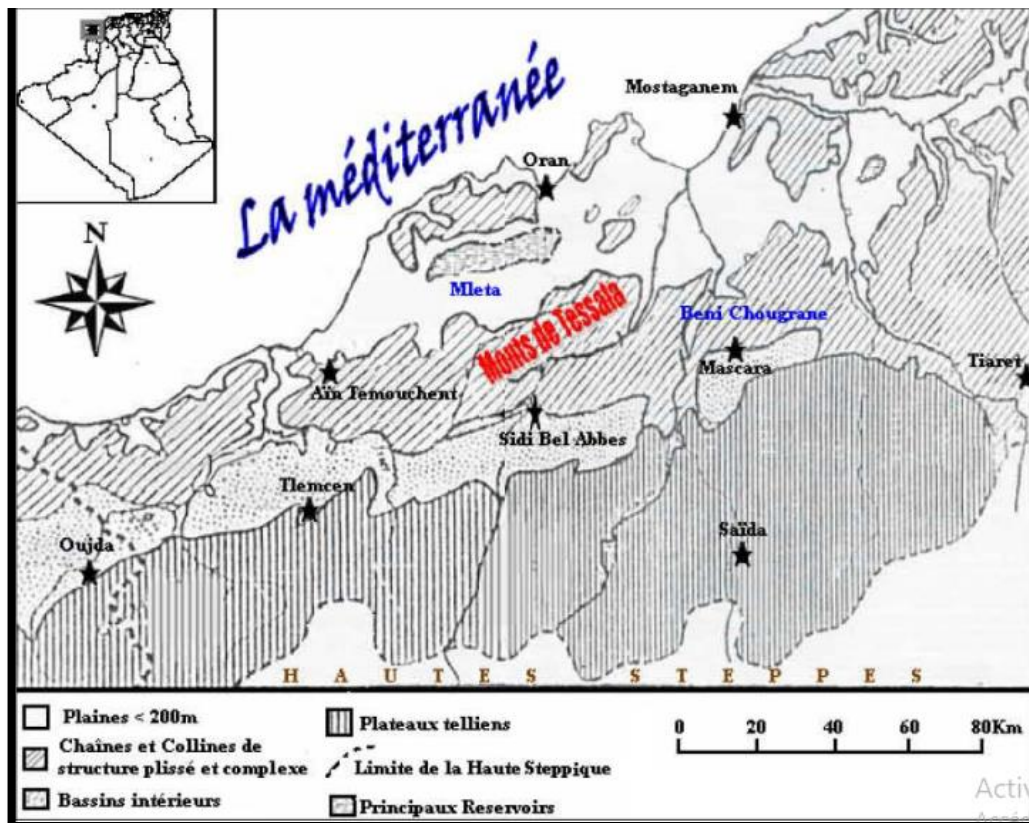 La méditerranée
Mostaganem
Oran
N
Mleta
Monts de Tessala
Beni Chougrane
Mascara
Tiaret
Aïn Temouchent
Sidi Bel Abbes
Tlemcen
Saïda
Oujda
HAUTES STEPPES
Plaines < 200m
Chaînes et Collines de
structure plissé et complexe
Bassins intérieurs
Plateaux telliens
Limite de la Haute Steppique
Principaux Reservoirs
0 20 40 60 80Km
Activ